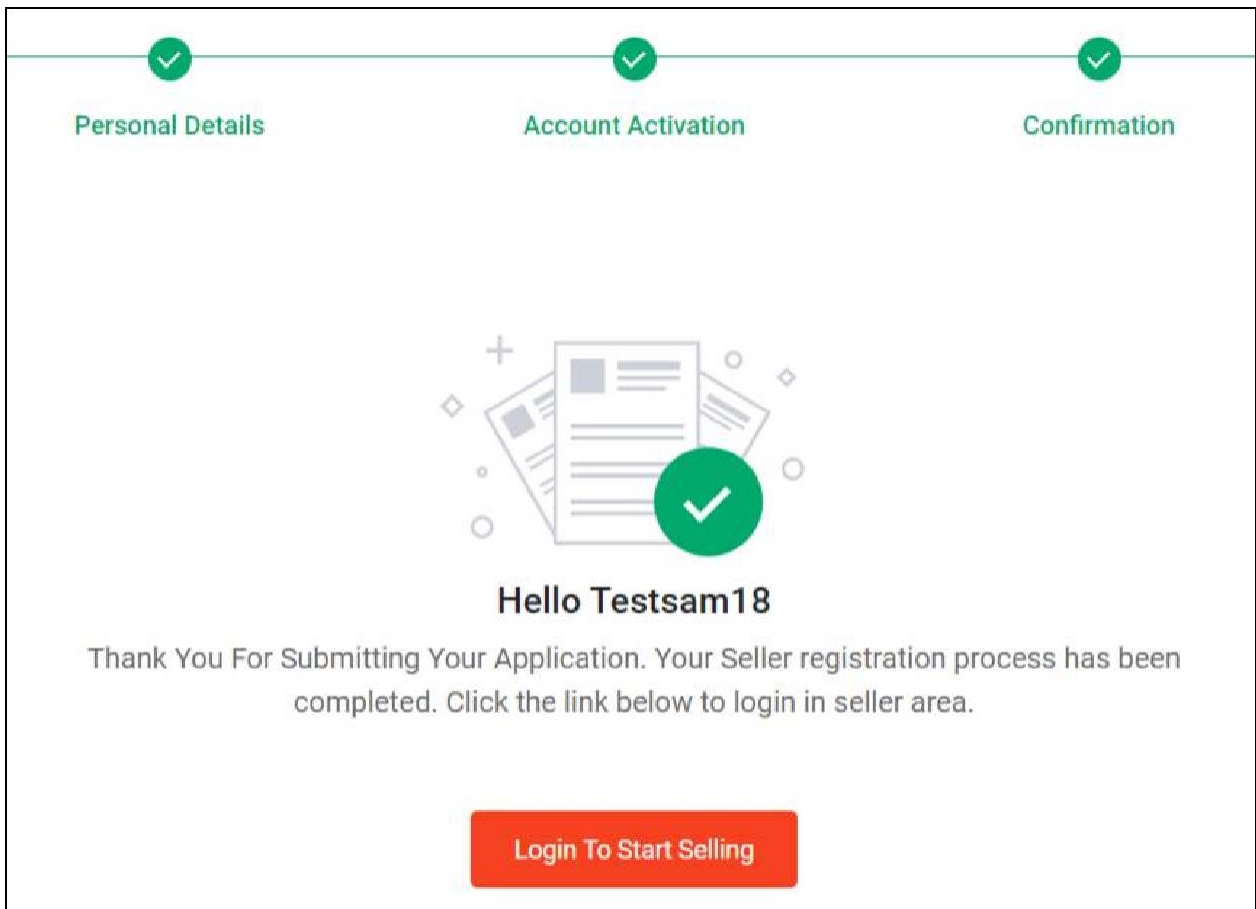 Personal Details
Account Activation
Confirmation
Hello Testsam18
Thank You For Submitting Your Application. Your Seller registration process has been
completed. Click the link below to login in seller area.
Login To Start Selling